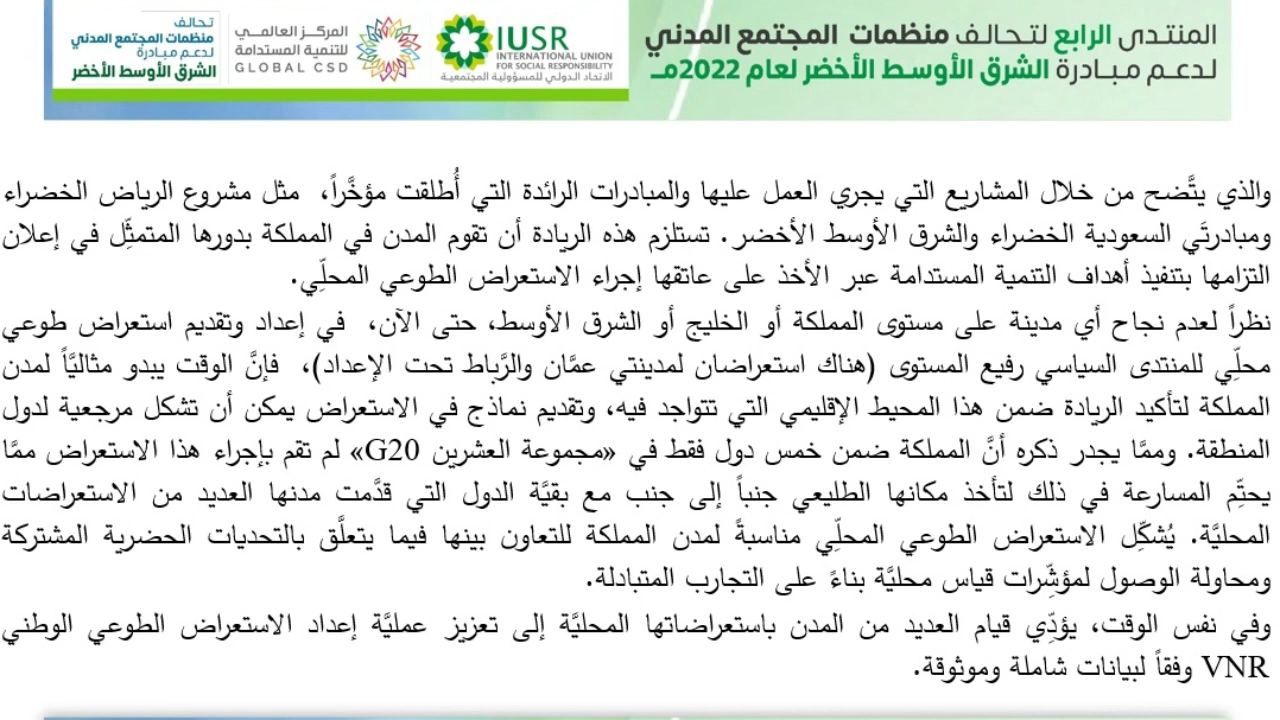 المنتدى الرابع لتحالف منظمات المجتمع المدني
لدعم مبادرة الشرق الأوسط الأخضر لعام 2022مـ
IUSR
INTERNATIONAL UNION
FOR SOCIAL RESPONSIBILITY
الاتحاد الدولي للمسؤولية المجتمعية
المركز العالمي
للتنمية المستدامة
GLOBAL CSD
تحالف
منظمات المجتمع المدني
لدعم مبادرة
الشرق الأوسط الأخضر
والذي يتَّضح من خلال المشاريع التي يجري العمل عليها والمبادرات الرائدة التي أُطلقت مؤخَّراً، مثل مشروع الرياض الخضراء
ومبادرتَي السعودية الخضراء والشرق الأوسط الأخضر. تستلزم هذه الريادة أن تقوم المدن في المملكة بدورها المتمثِّل في إعلان
التزامها بتنفيذ أهداف التنمية المستدامة عبر الأخذ على عاتقها إجراء الاستعراض الطوعي المحلِّي.
نظراً لعدم نجاح أي مدينة على مستوى المملكة أو الخليج أو الشرق الأوسط، حتى الآن، في إعداد وتقديم استعراض طوعي
محلِّي للمنتدى السياسي رفيع المستوى (هناك استعراضان لمدينتي عمَّان والرَّباط تحت الإعداد)، فإنَّ الوقت يبدو مثاليَّاً لمدن
المملكة لتأكيد الريادة ضمن هذا المحيط الإقليمي التي تتواجد فيه، وتقديم نماذج في الاستعراض يمكن أن تشكل مرجعية لدول
المنطقة. وممَّا يجدر ذكره أنَّ المملكة ضمن خمس دول فقط في «مجموعة العشرين G20» لم تقم بإجراء هذا الاستعراض ممَّا
يحتِّم المسارعة في ذلك لتأخذ مكانها الطليعي جنباً إلى جنب مع بقيَّة الدول التي قدَّمت مدنها العديد من الاستعراضات
المحليَّة. يُشكِّل الاستعراض الطوعي المحلِّي مناسبةً لمدن المملكة للتعاون بينها فيما يتعلَّق بالتحديات الحضرية المشتركة
ومحاولة الوصول لمؤشِّرات قياس محليَّة بناءً على التجارب المتبادلة.
وفي نفس الوقت، يؤدِّي قيام العديد من المدن باستعراضاتها المحليَّة إلى تعزيز عمليَّة إعداد الاستعراض الطوعي الوطني
VNR وفقاً لبيانات شاملة وموثوقة.